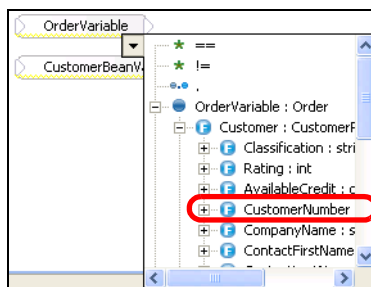 OrderVariable
* ==
CustomerBeanV
* !=
.
OrderVariable : Order
Customer : CustomerF
Classification : stri
Rating : int
AvailableCredit : c
CustomerNumber
CompanyName : s
ContactFirstName